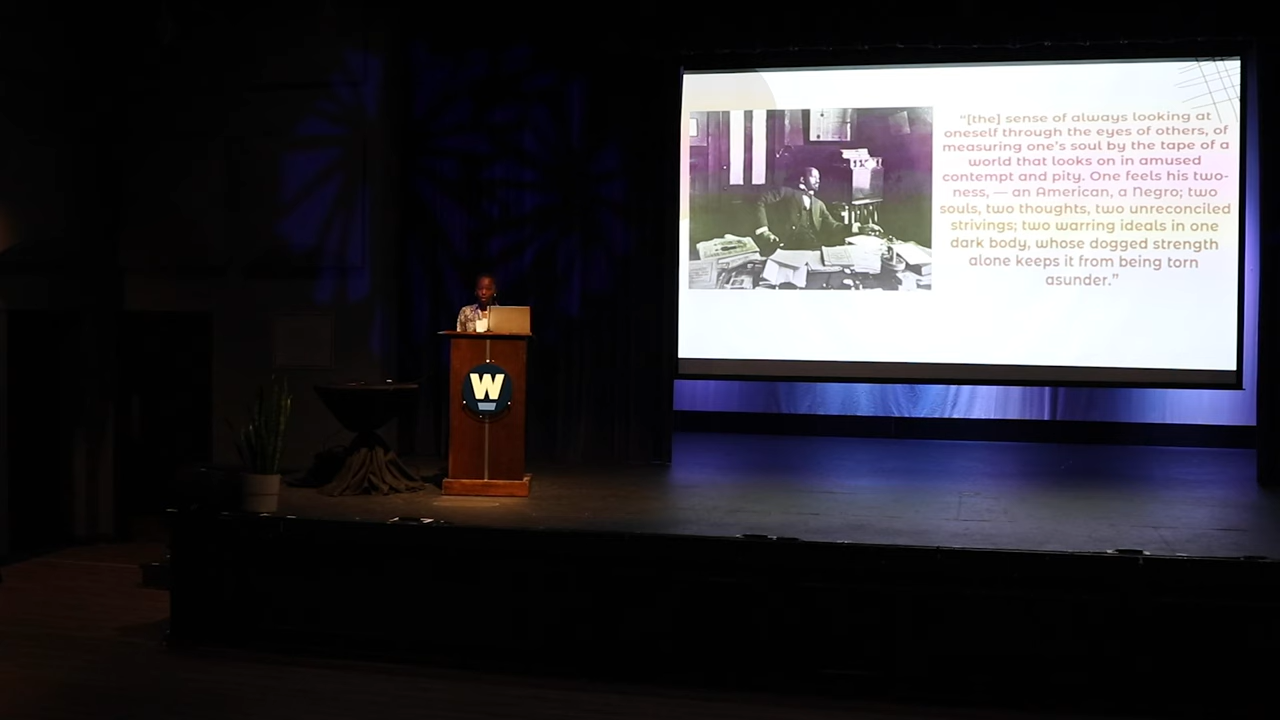 “[the] sense of always looking at
oneself through the eyes of others, of
measuring one’s soul by the tape of a
world that looks on in amused
contempt and pity. One feels his two-
ness, — an American, a Negro; two
souls, two thoughts, two unreconciled
strivings; two warring ideals in one
dark body, whose dogged strength
alone keeps it from being torn
asunder.”
W